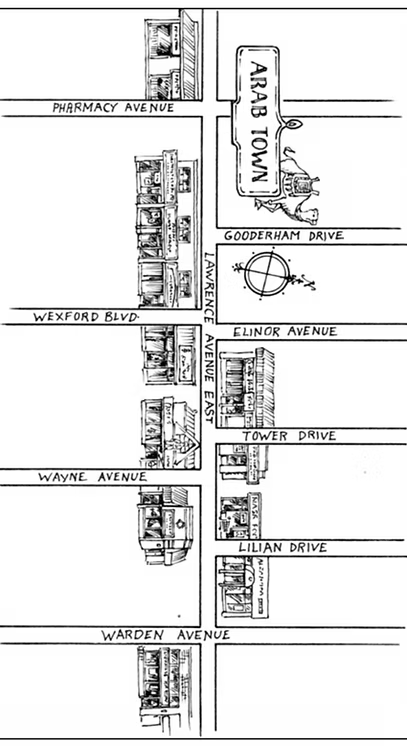 PHARMACY AVENUE
ARAB TOWN
GOODERHAM DRIVE
LAWRENCE AVENUE EAST
WEXFORD BLVD.
ELINOR AVENUE
TOWER DRIVE
WAYNE AVENUE
LILIAN DRIVE
WARDEN AVENUE